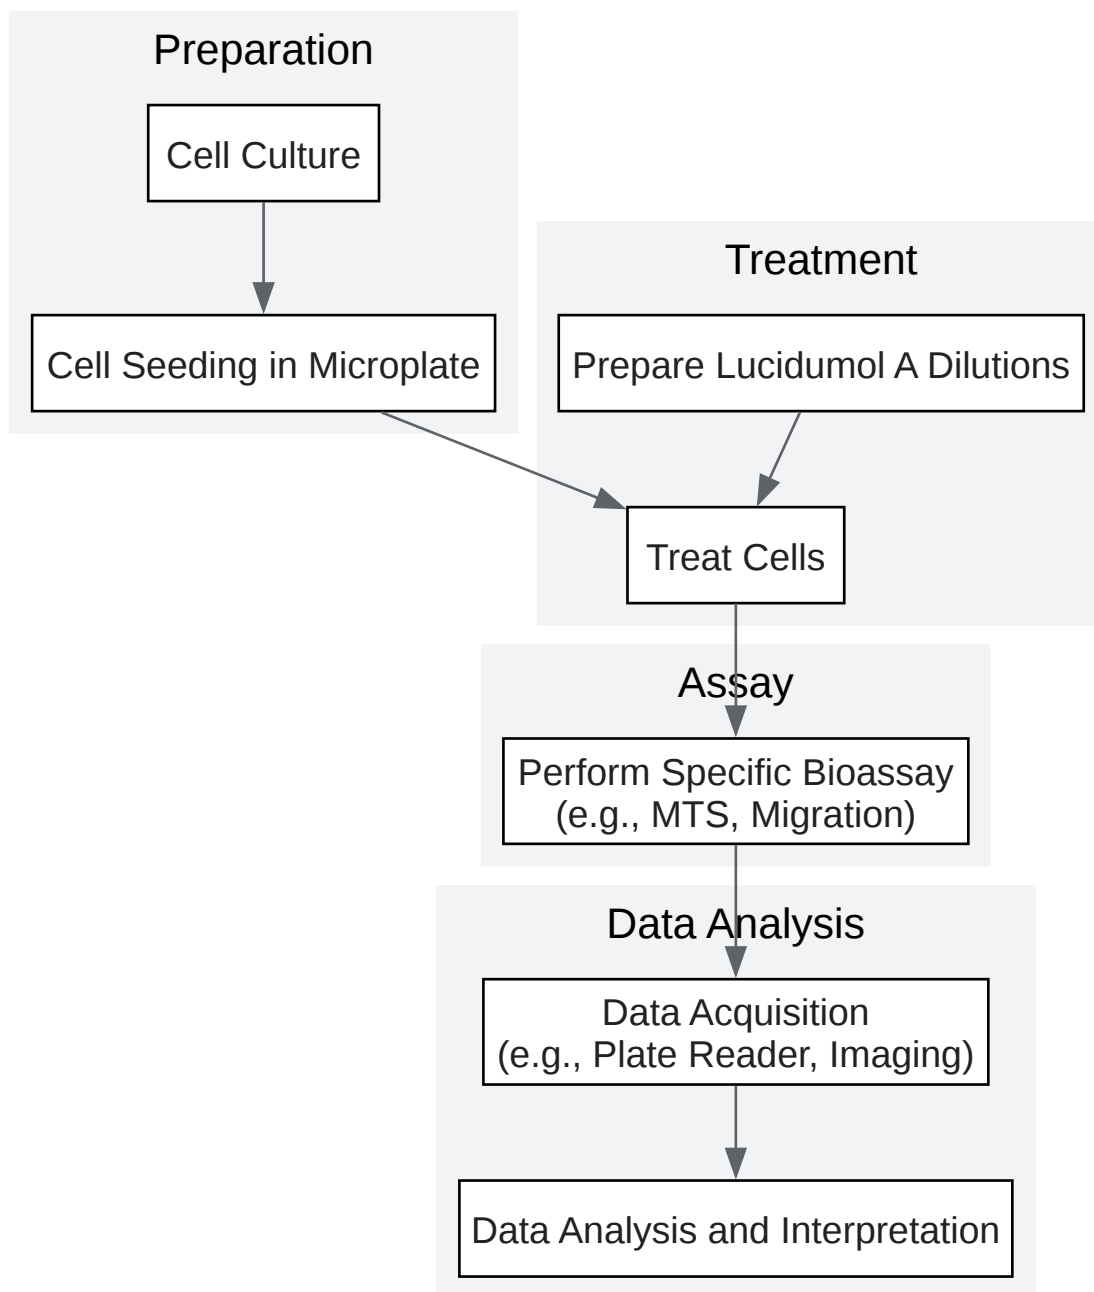 Preparation
Cell Culture
Cell Seeding in Microplate
Treatment
Prepare Lucidumol A Dilutions
Treat Cells
Assay
Perform Specific Bioassay
(e.g., MTS, Migration)
Data Analysis
Data Acquisition
(e.g., Plate Reader, Imaging)
Data Analysis and Interpretation